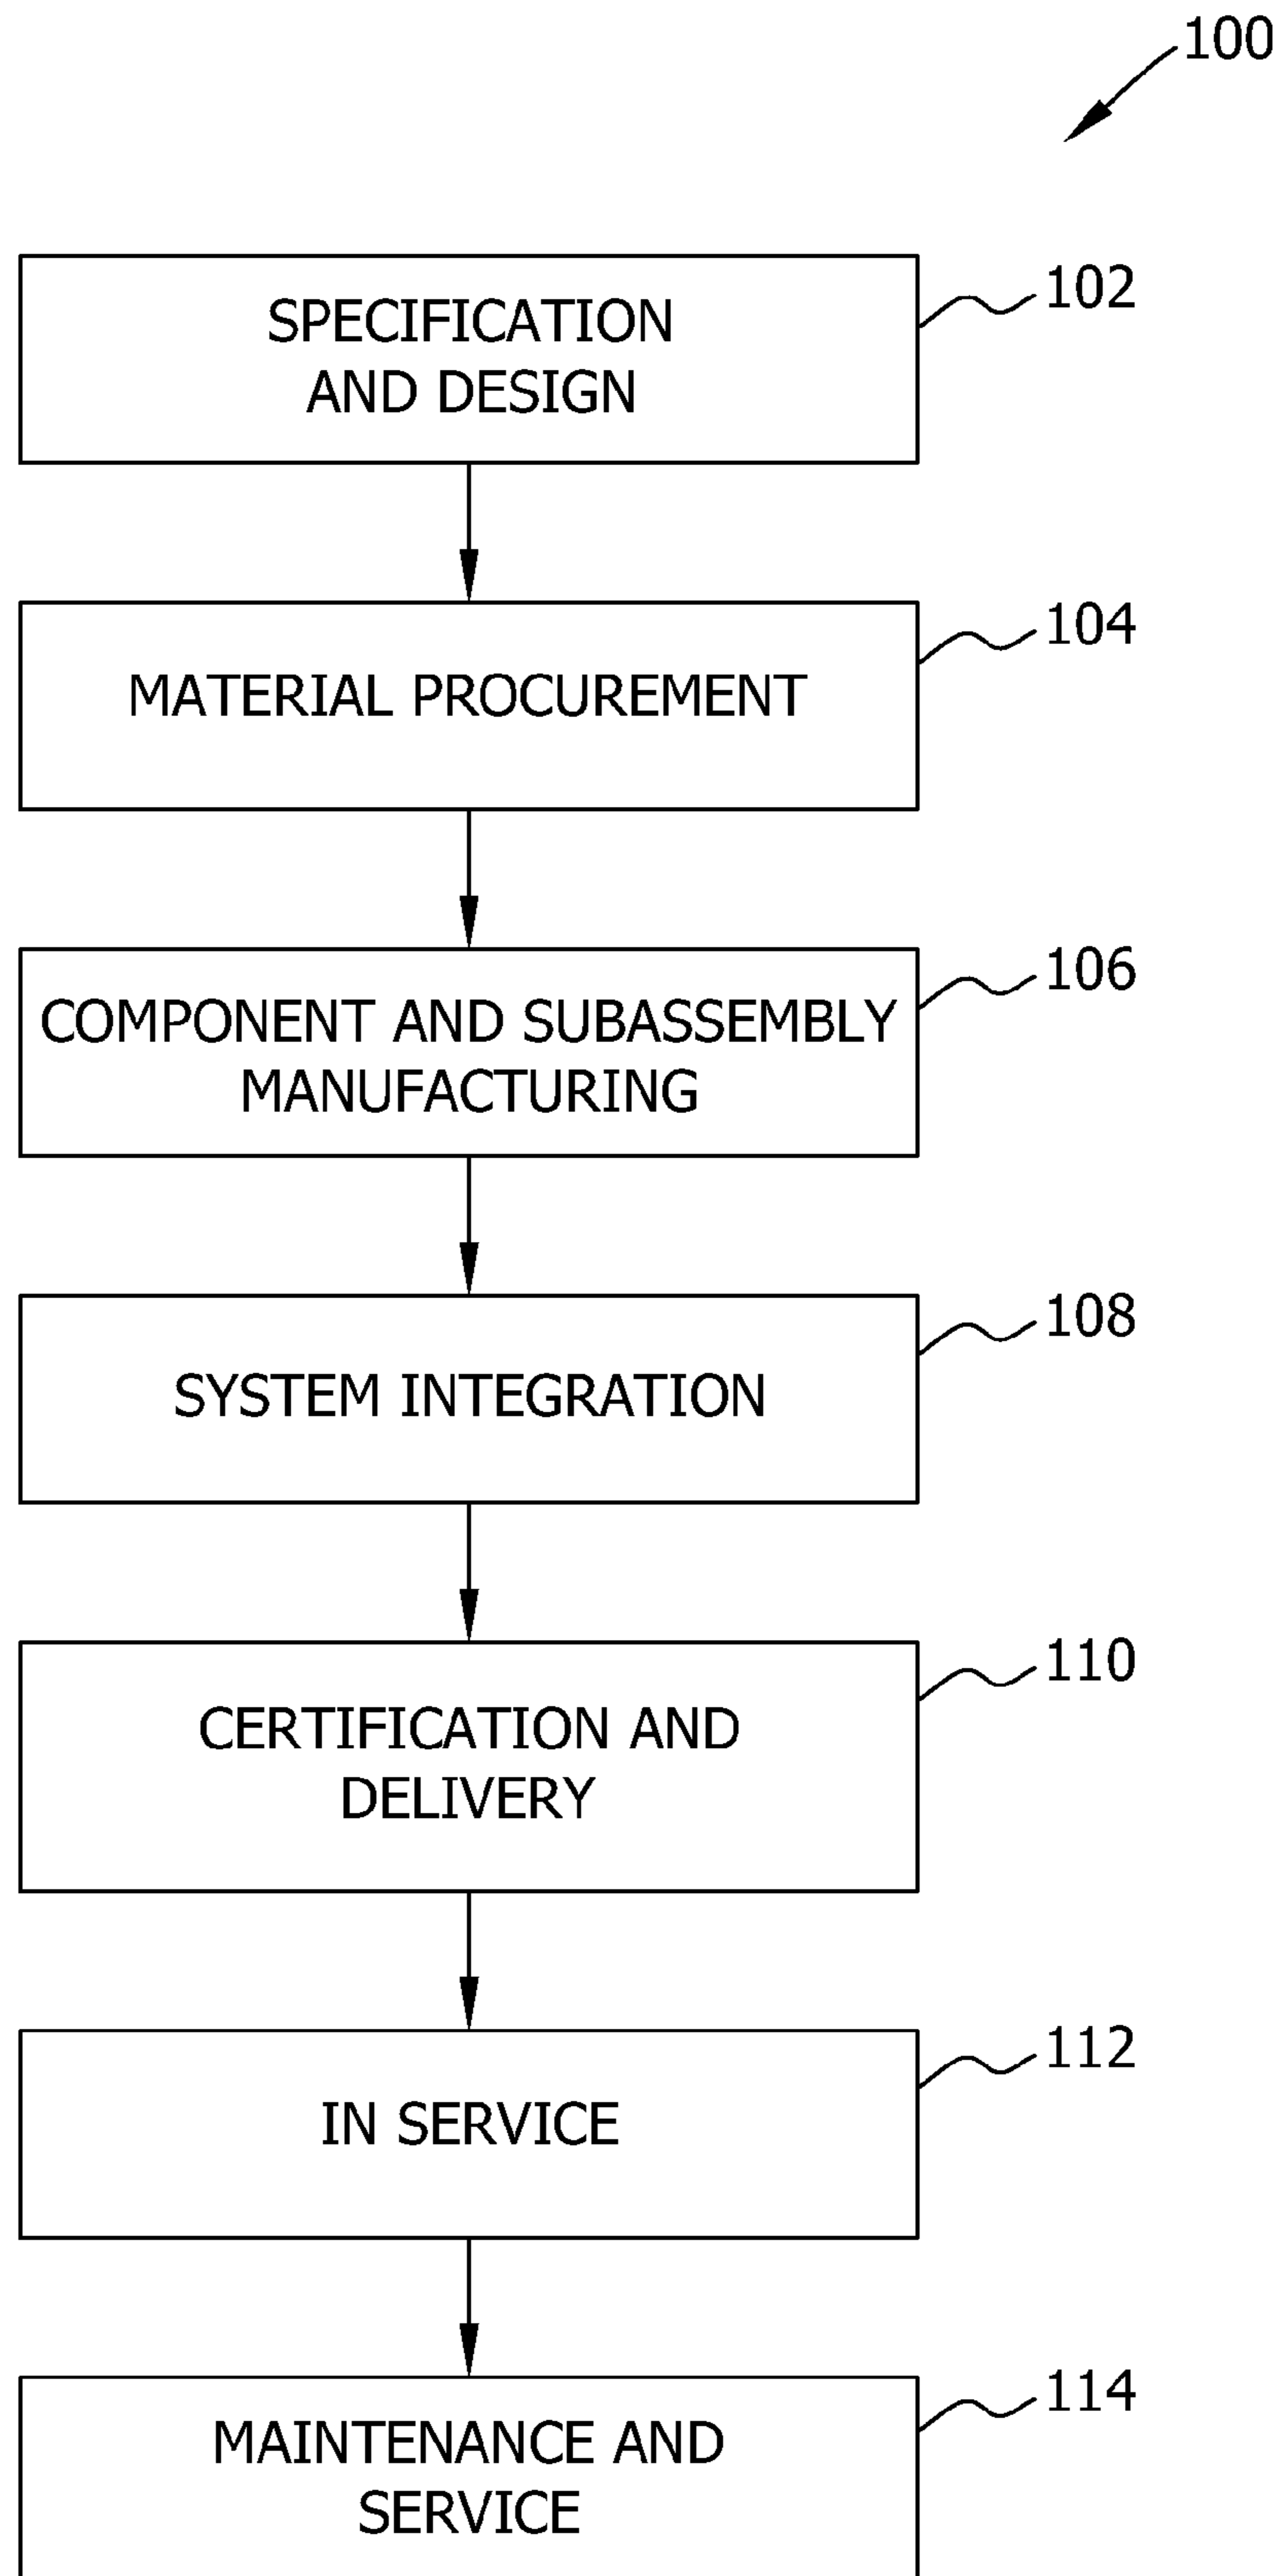 100
SPECIFICATION
AND DESIGN
102
MATERIAL PROCUREMENT
104
COMPONENT AND SUBASSEMBLY
MANUFACTURING
106
SYSTEM INTEGRATION
108
CERTIFICATION AND
DELIVERY
110
IN SERVICE
112
MAINTENANCE AND
SERVICE
114